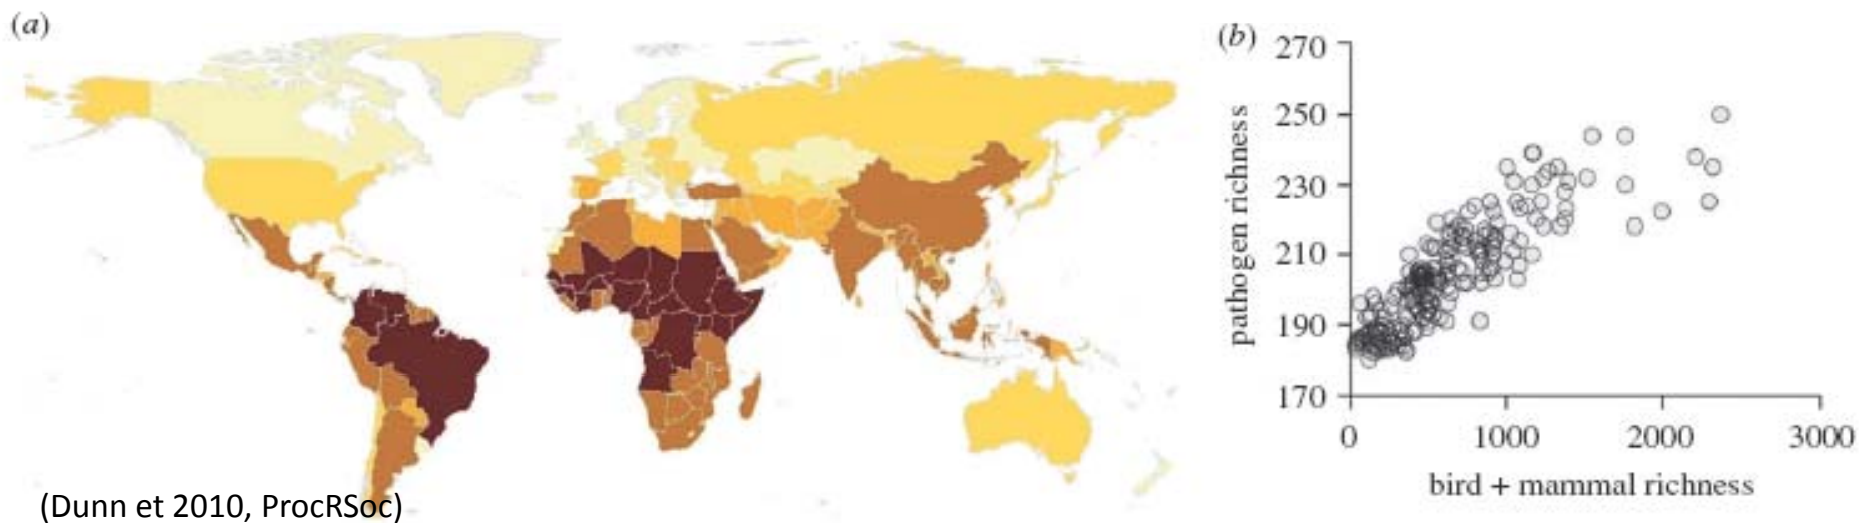 (a)
(Dunn et 2010, ProcRSoc)
(b)
pathogen richness
270
250
230
210
190
170
0 1000 2000 3000
bird + mammal richness